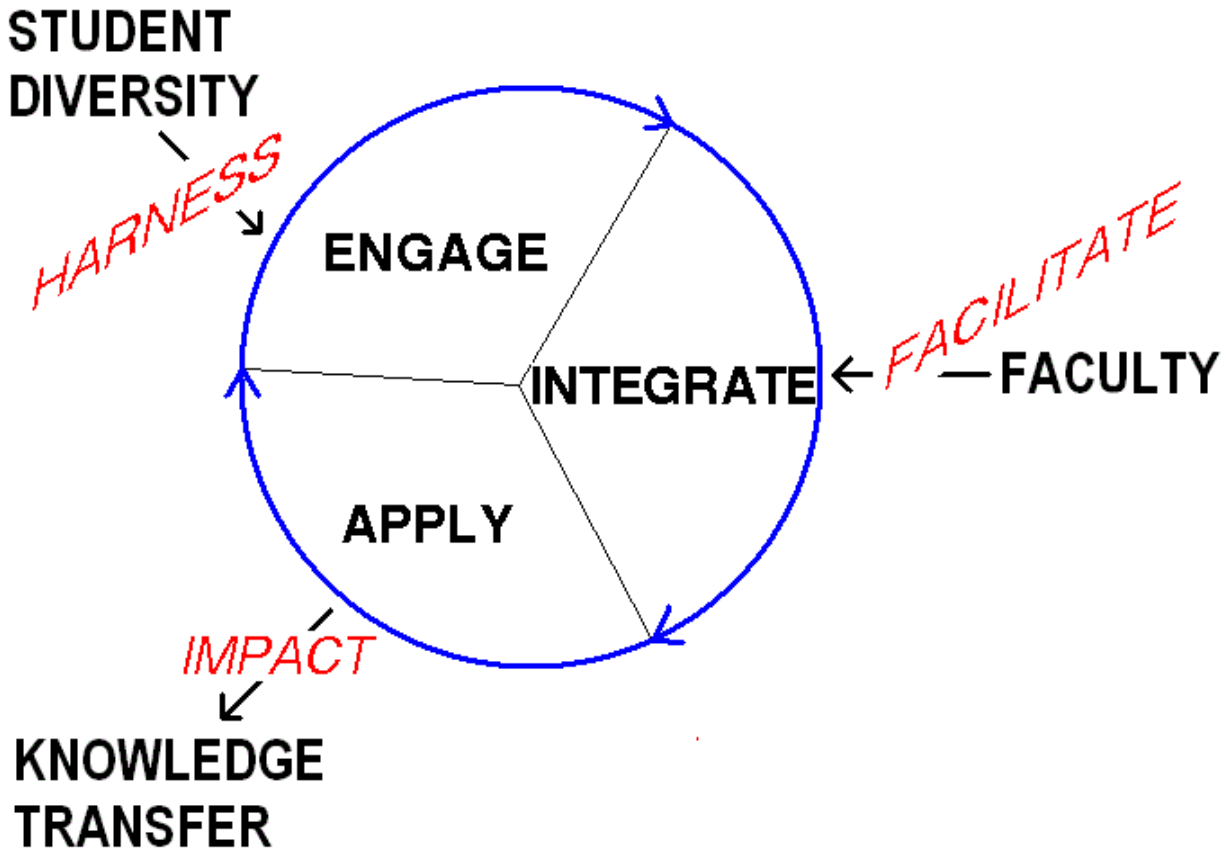 STUDENT
DIVERSITY
HARNESS
ENGAGE
FACILITATE
INTEGRATE
FACULTY
APPLY
IMPACT
KNOWLEDGE
TRANSFER